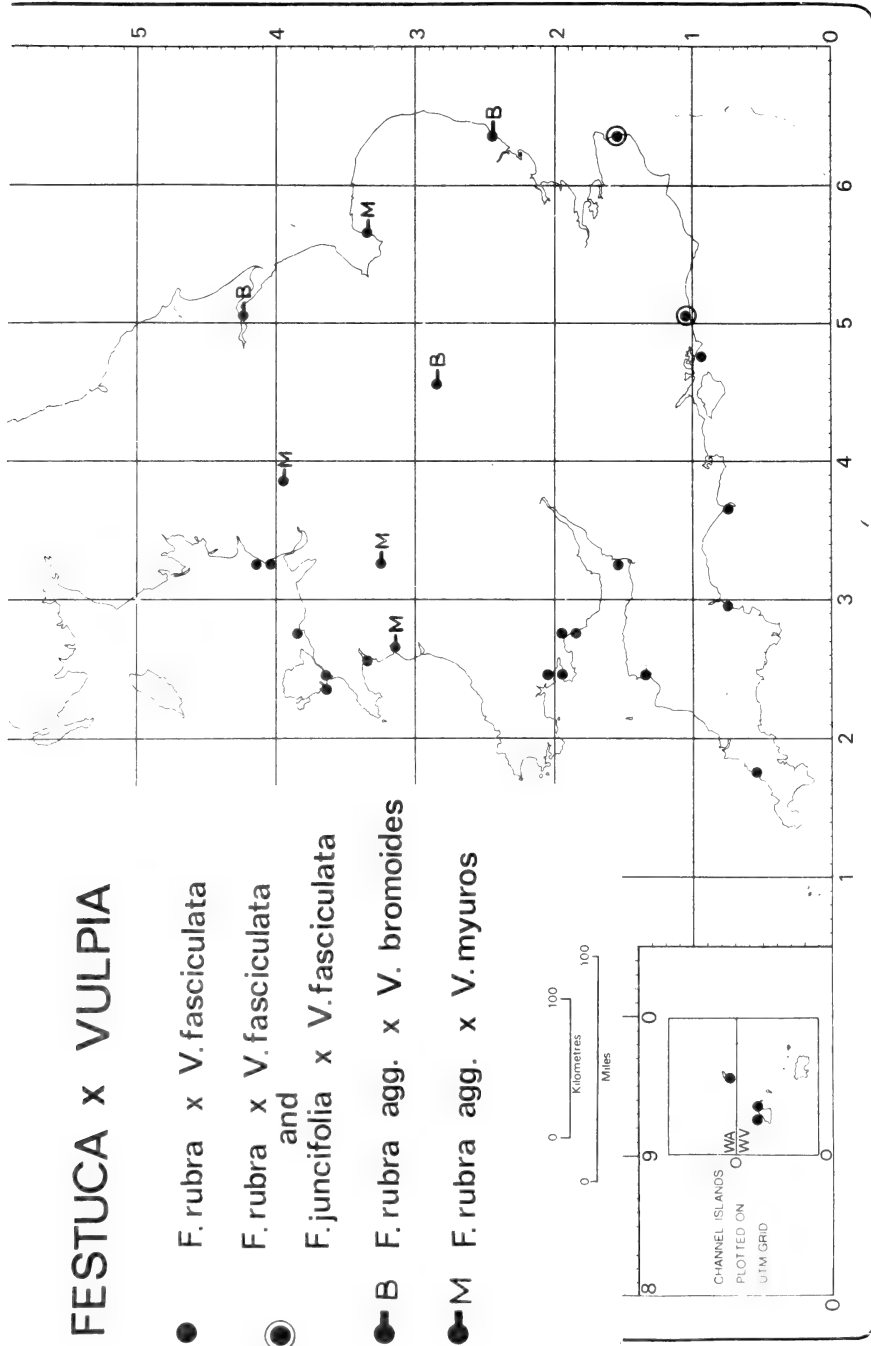 FESTUCA x VULPIA
F. rubra x V. fasciculata
F. rubra x V. fasciculata
and
F. juncifolia x V. fasciculata
B F. rubra agg. x V. bromoides
M F. rubra agg. x V. myuros
0 Kilometres 100
0 Miles 100
CHANNEL ISLANDS
PLOTTED ON
UTM GRID
WA
WV
0
0
8
9
0
0
1
2
3
4
5
6
5
4
3
2
1
0
B
M
B
B
M
M
M